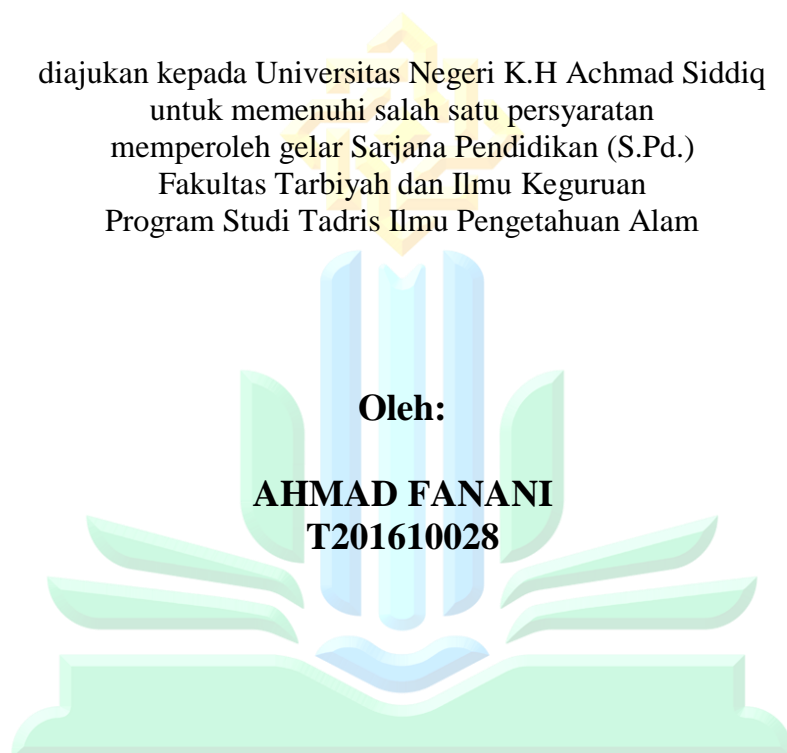 diajukan kepada Universitas Negeri K.H Achmad Siddiq
untuk memenuhi salah satu persyaratan
memperoleh gelar Sarjana Pendidikan (S.Pd.)
Fakultas Tarbiyah dan Ilmu Keguruan
Program Studi Tadris Ilmu Pengetahuan Alam
Oleh:
AHMAD FANANI
T201610028